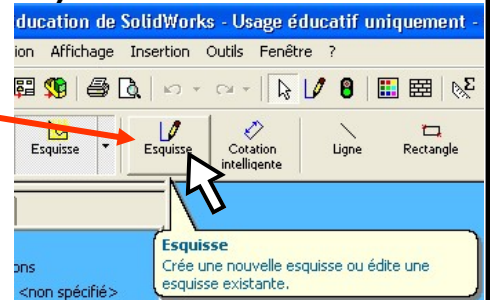 ducation de SolidWorks - Usage éducatif uniquement -
ion Affichage Insertion Outils Fenêtre ?
Esquisse Esquisse Cotation intelligente Ligne Rectangle
Esquisse
Crée une nouvelle esquisse ou édite une
esquisse existante.
ons
<non spécifié>